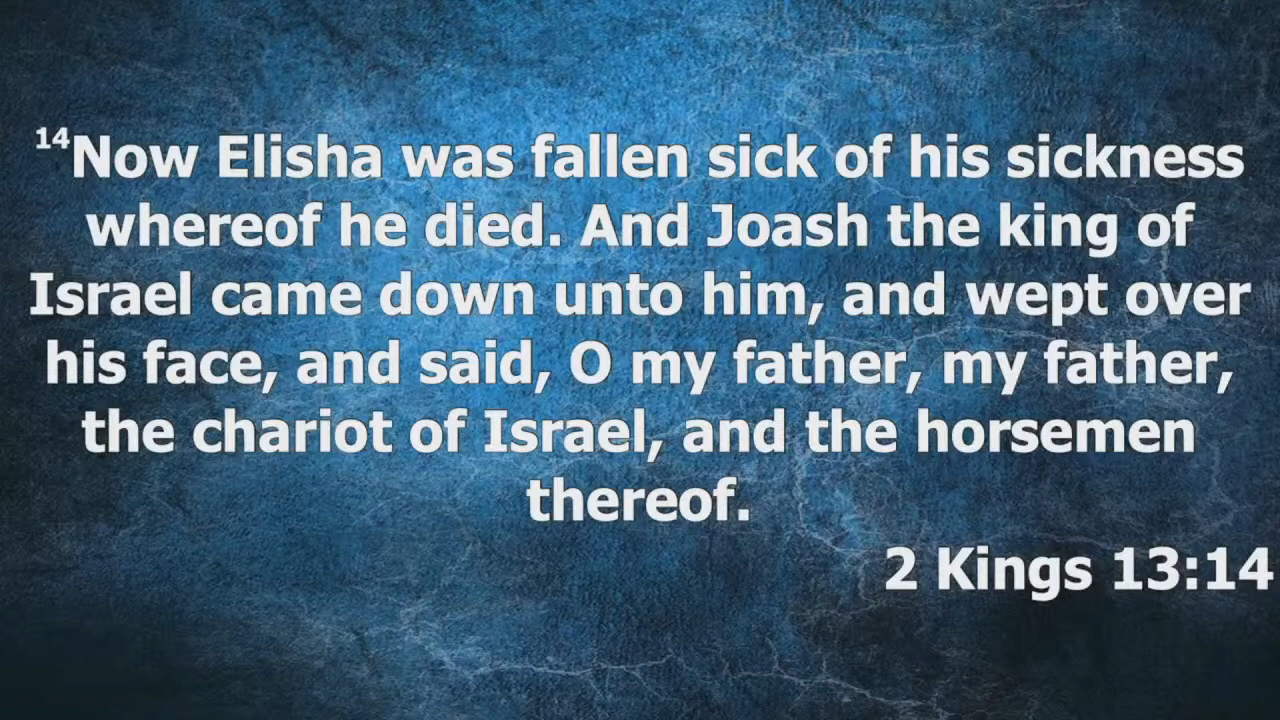 14Now Elisha was fallen sick of his sickness
whereof he died. And Joash the king of
Israel came down unto him, and wept over
his face, and said, O my father, my father,
the chariot of Israel, and the horsemen
thereof.
2 Kings 13:14